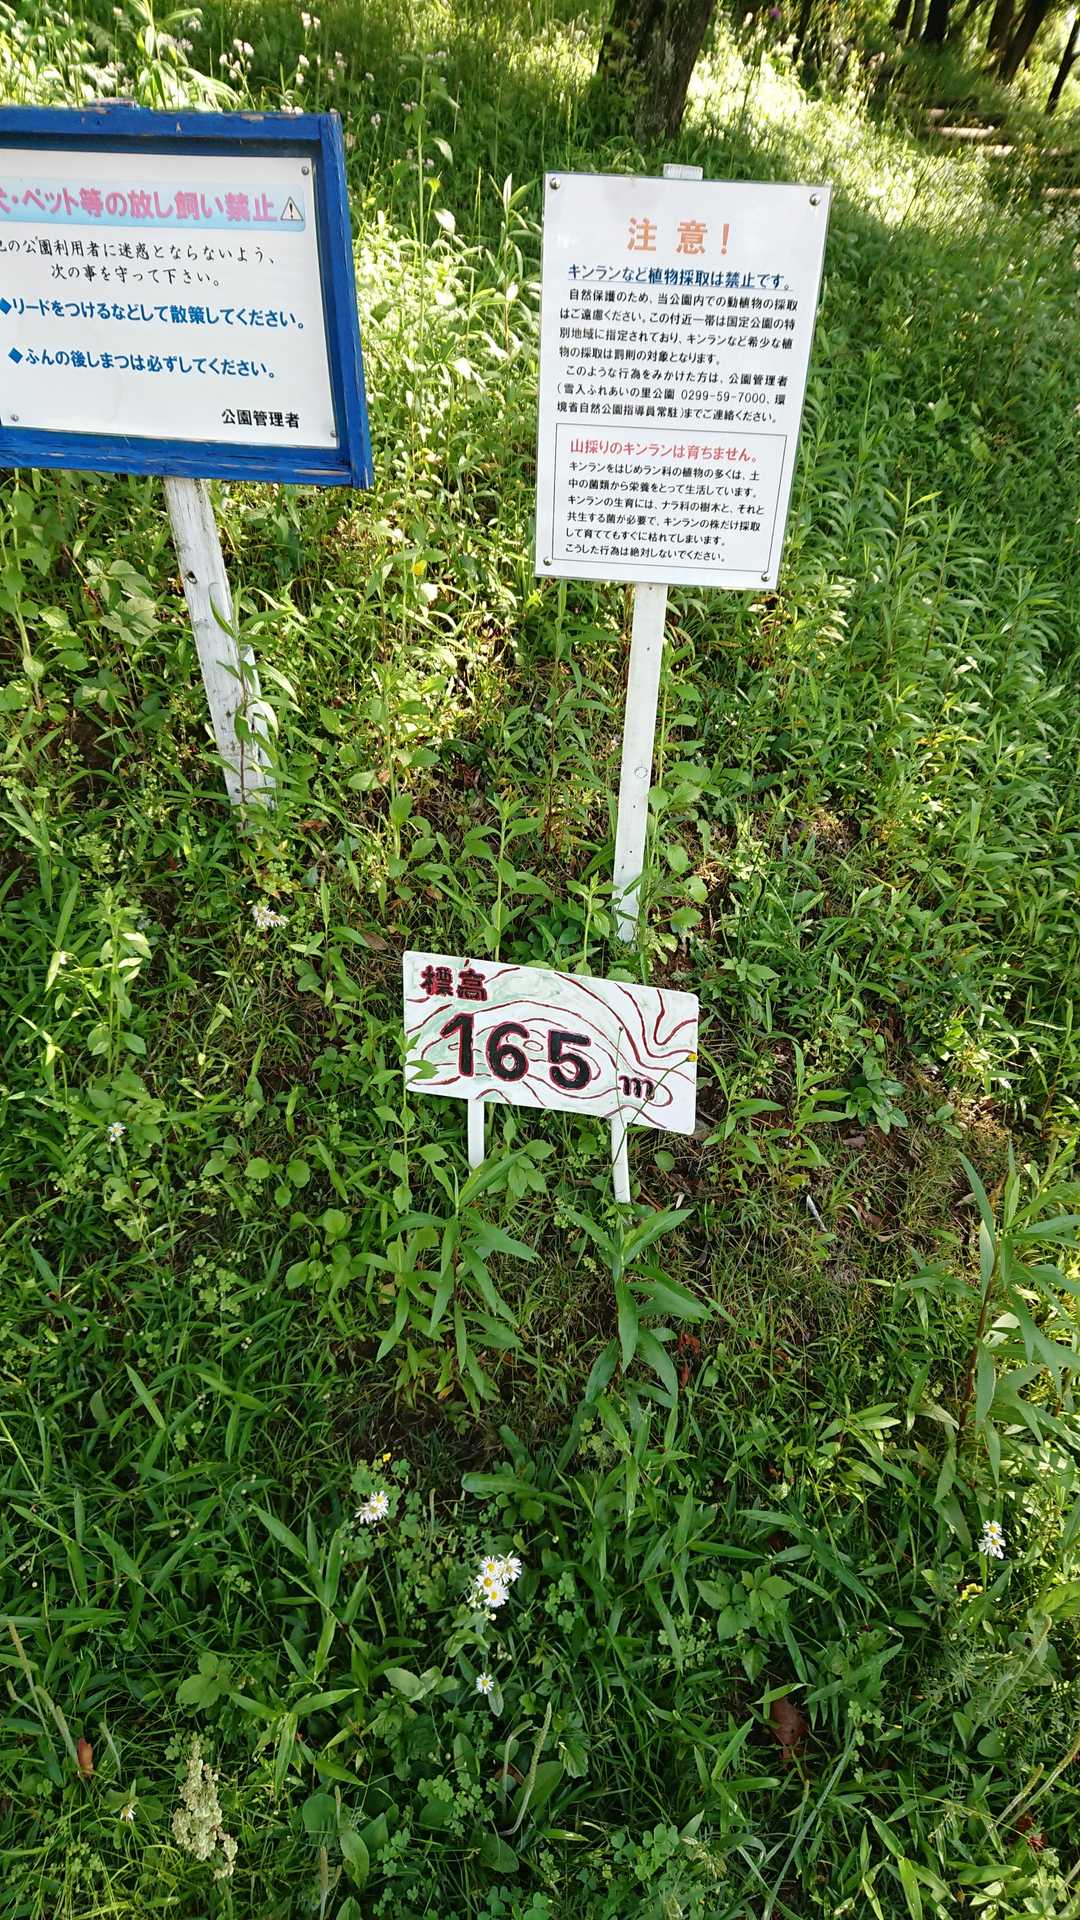 犬・ペット等の放し飼い禁止
他の公園利用者に迷惑とならないよう、
次の事を守って下さい。
◆リードをつけるなどして散策してください。
◆ふんの後しまつは必ずしてください。
公園管理者
注意！
キンランなど植物採取は禁止です。
自然保護のため、当公園内での動植物の採取
はご遠慮ください。この付近一帯は国定公園の特
別地域に指定されており、キンランなど希少な植
物の採取は罰則の対象となります。
このような行為をみかけた方は、公園管理者
（雪入ふれあいの里公園 0299-59-7000、環
境省自然公園指導員常駐）までご連絡ください。
山採りのキンランは育ちません。
キンランをはじめラン科の植物の多くは、土
中の菌類から栄養をとって生活しています。
キンランの生育には、ナラ科の樹木と、それと
共生する菌が必要で、キンランの株だけ採取
して育ててもすぐに枯れてしまいます。
こうした行為は絶対しないでください。
標高
165m